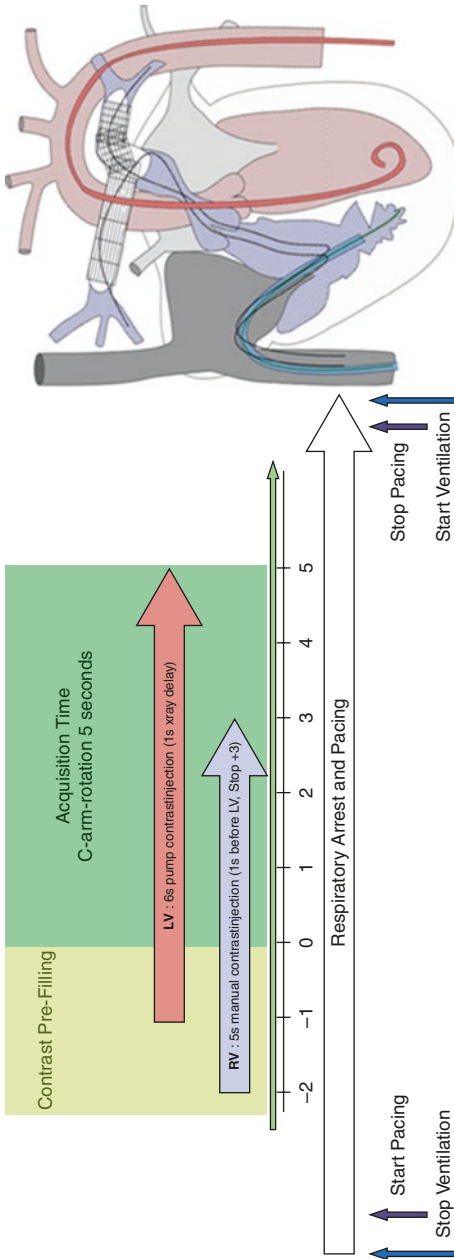 Contrast Pre-Filling
Acquisition Time
C-arm-rotation 5 seconds
LV : 6s pump contrastinjection (1s xray delay)
RV : 5s manual contrastinjection (1s before LV, Stop +3)
–2 –1 0 1 2 3 4 5
Respiratory Arrest and Pacing
Start Pacing
Stop Ventilation
Stop Pacing
Start Ventilation